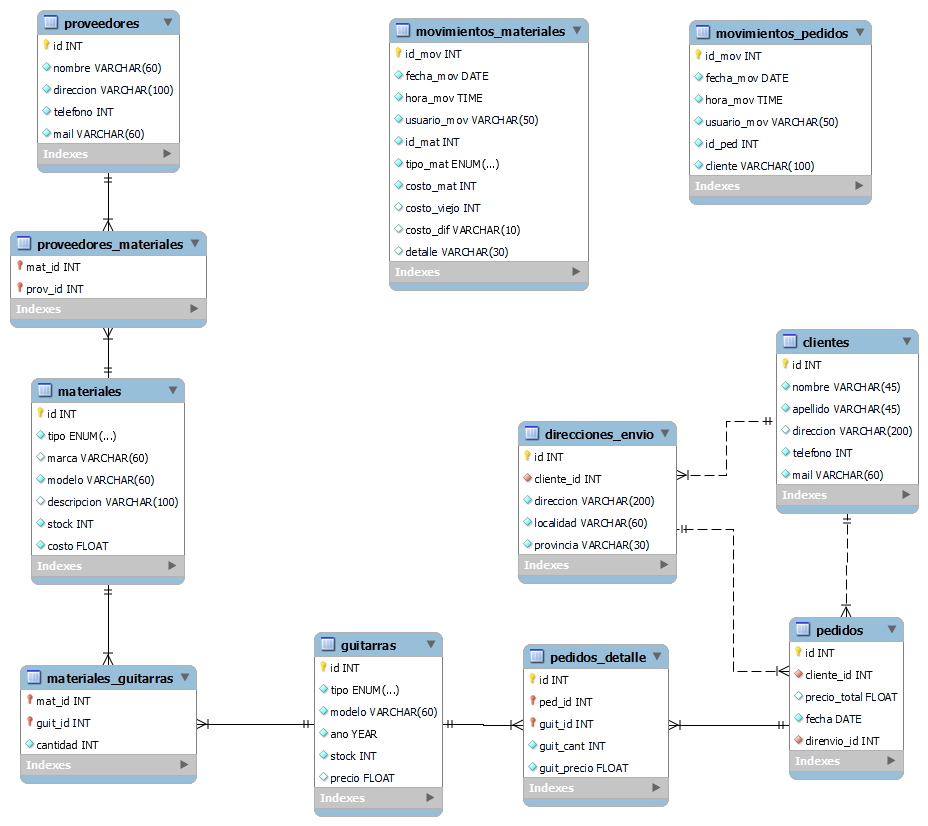 proveedores
id INT
nombre VARCHAR(60)
direccion VARCHAR(100)
telefono INT
mail VARCHAR(60)
Indexes
movimientos_materiales
id_mov INT
fecha_mov DATE
hora_mov TIME
usuario_mov VARCHAR(50)
id_mat INT
tipo_mat ENUM(...)
costo_mat INT
costo_viejo INT
costo_dif VARCHAR(10)
detalle VARCHAR(30)
Indexes
movimientos_pedidos
id_mov INT
fecha_mov DATE
hora_mov TIME
usuario_mov VARCHAR(50)
id_ped INT
cliente VARCHAR(100)
Indexes
proveedores_materiales
mat_id INT
prov_id INT
Indexes
materiales
id INT
tipo ENUM(...)
marca VARCHAR(60)
modelo VARCHAR(60)
descripcion VARCHAR(100)
stock INT
costo FLOAT
Indexes
direcciones_envio
id INT
cliente_id INT
direccion VARCHAR(200)
localidad VARCHAR(60)
provincia VARCHAR(30)
Indexes
clientes
id INT
nombre VARCHAR(45)
apellido VARCHAR(45)
direccion VARCHAR(200)
telefono INT
mail VARCHAR(60)
Indexes
materiales_guitarras
mat_id INT
guit_id INT
cantidad INT
Indexes
guitarras
id INT
tipo ENUM(...)
modelo VARCHAR(60)
ano YEAR
stock INT
precio FLOAT
Indexes
pedidos_detalle
id INT
ped_id INT
guit_id INT
guit_cant INT
guit_precio FLOAT
Indexes
pedidos
id INT
cliente_id INT
precio_total FLOAT
fecha DATE
direnvio_id INT
Indexes